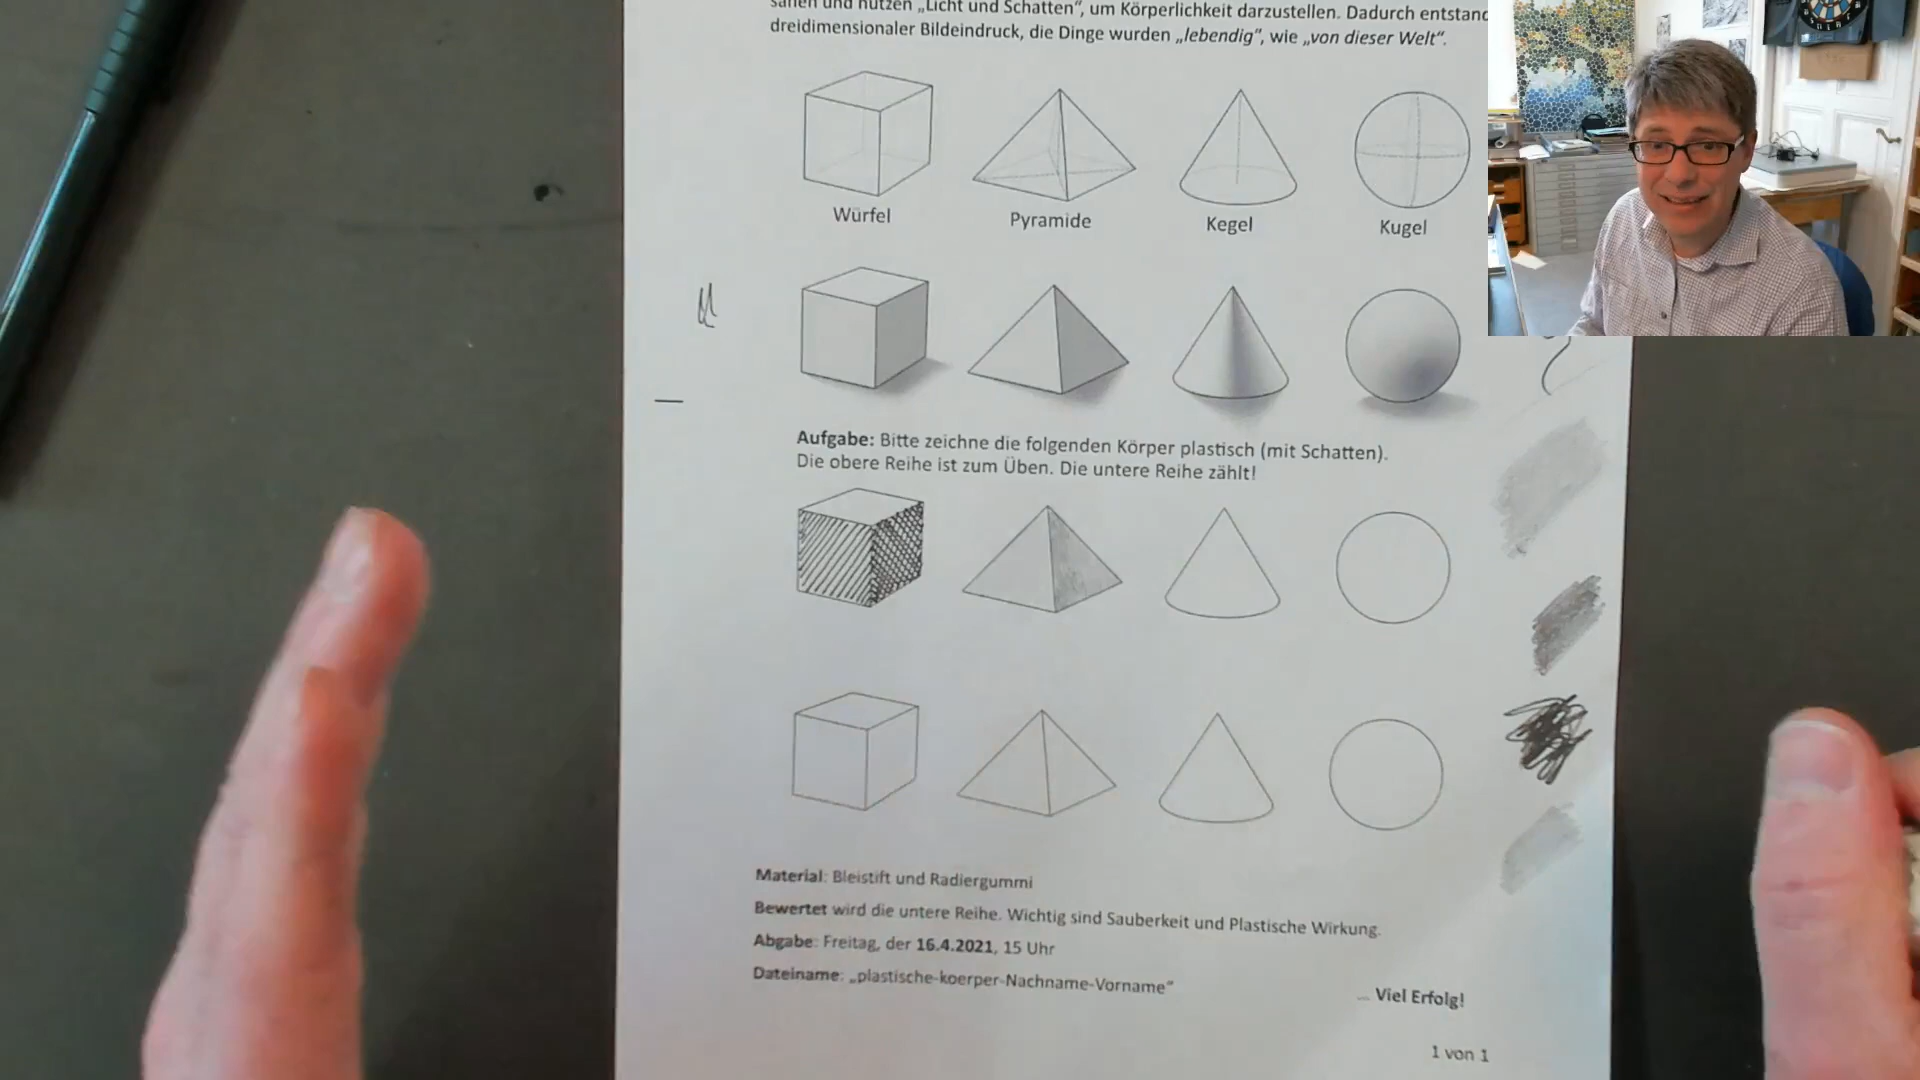 sahen und nutzen „Licht und Schatten“, um Körperlichkeit darzustellen. Dadurch entstand
dreidimensionaler Bildeindruck, die Dinge wurden „lebendig“, wie „von dieser Welt“.
Würfel
Pyramide
Kegel
Kugel
Aufgabe: Bitte zeichne die folgenden Körper plastisch (mit Schatten).
Die obere Reihe ist zum Üben. Die untere Reihe zählt!
Material: Bleistift und Radiergummi
Bewertet wird die untere Reihe. Wichtig sind Sauberkeit und Plastische Wirkung.
Abgabe: Freitag, der 16.4.2021, 15 Uhr
Dateiname: „plastische-koerper-Nachname-Vorname“
... Viel Erfolg!
1 von 1